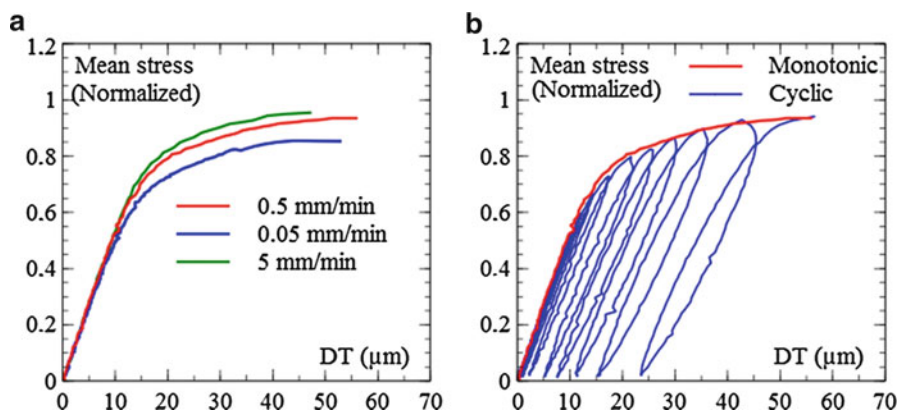 a
1.2
1
0.8
0.6
0.4
0.2
0
Mean stress
(Normalized)
0.5 mm/min
0.05 mm/min
5 mm/min
DT (µm)
0 10 20 30 40 50 60 70
b
1.2
1
0.8
0.6
0.4
0.2
0
Mean stress
(Normalized)
Monotonic
Cyclic
DT (µm)
0 10 20 30 40 50 60 70